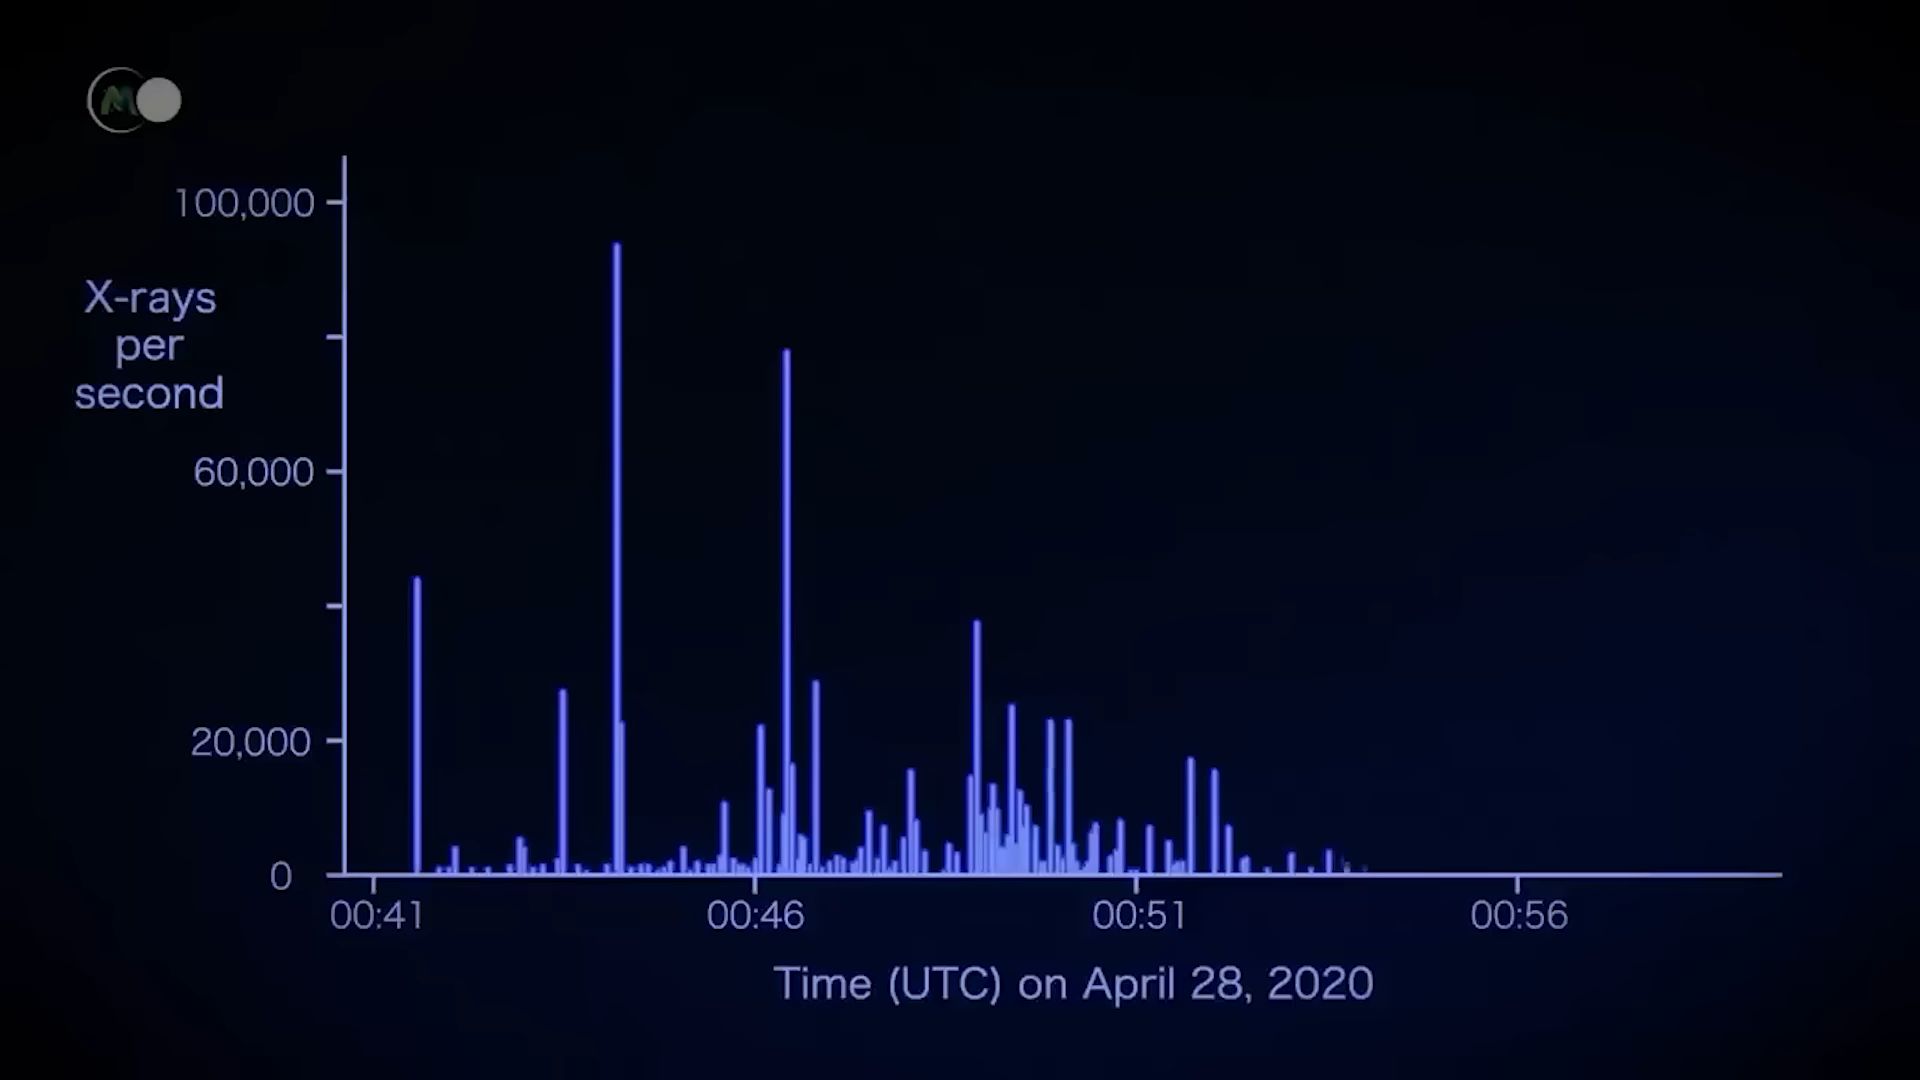 M
100,000
X-rays
per
second
60,000
20,000
0
00:41
00:46
00:51
00:56
Time (UTC) on April 28, 2020